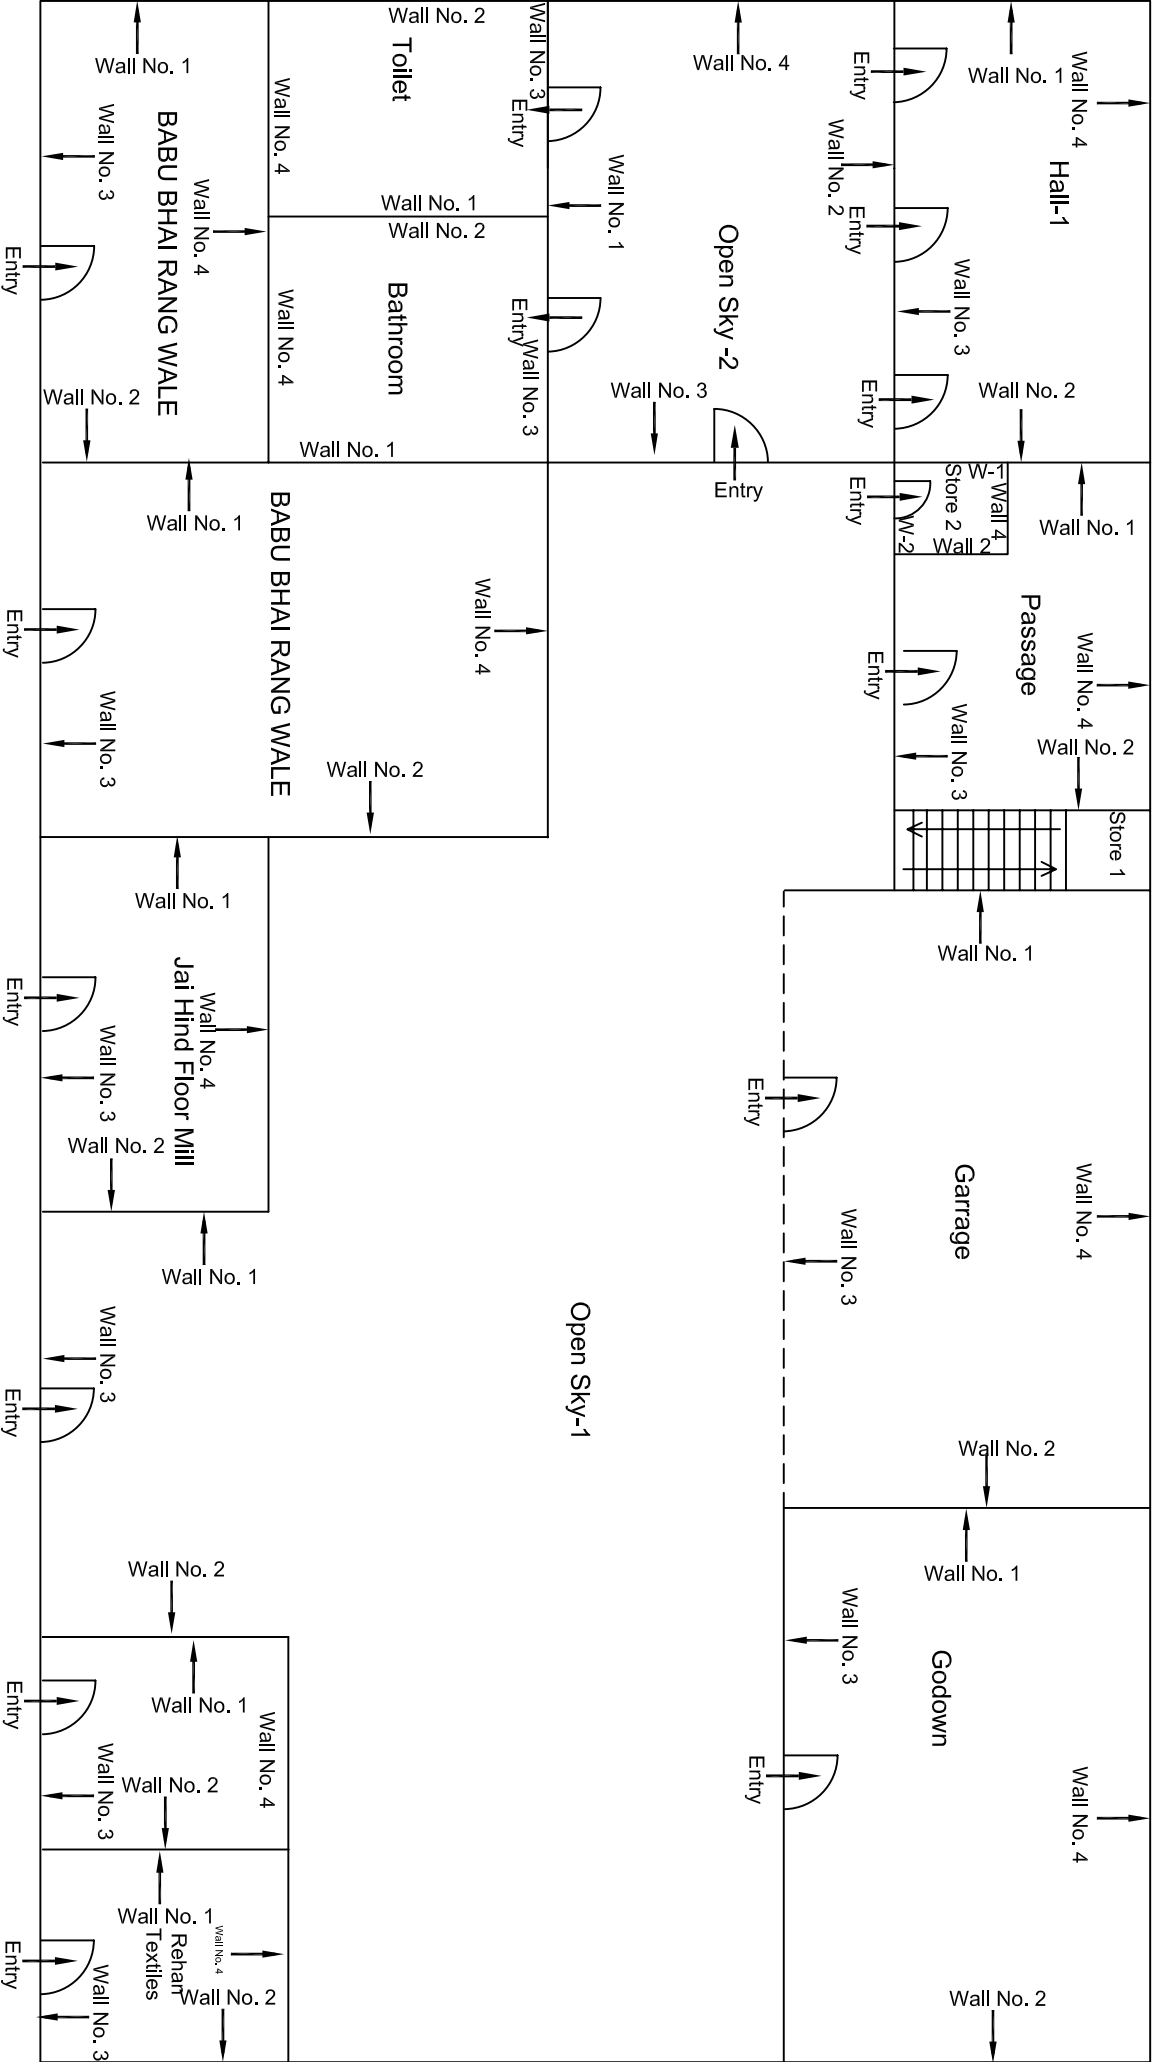 Wall No. 1
Wall No. 3
BABU BHAI RANG WALE
Wall No. 4
Entry
Wall No. 2
Wall No. 2
Toilet
Wall No. 3
Entry
Wall No. 4
Wall No. 1
Wall No. 2
Bathroom
Wall No. 4
Entry
Wall No. 3
Wall No. 1
Wall No. 4
Wall No. 1
Wall No. 2
Open Sky -2
Wall No. 3
Entry
Entry
Wall No. 1
Wall No. 4
Hall-1
Entry
Wall No. 3
Entry
Wall No. 2
Wall No. 1
BABU BHAI RANG WALE
Wall No. 4
Entry
Wall No. 3
Wall No. 2
Entry
W-1
Store 2
Wall 4
W-2
Wall 2
Wall No. 1
Passage
Wall No. 4
Entry
Wall No. 3
Wall No. 2
Store 1
Wall No. 1
Jai Hind Floor Mill
Wall No. 4
Entry
Wall No. 3
Wall No. 2
Wall No. 1
Entry
Garrage
Wall No. 4
Wall No. 3
Wall No. 2
Wall No. 1
Wall No. 3
Entry
Open Sky-1
Wall No. 2
Wall No. 1
Wall No. 3
Godown
Entry
Wall No. 4
Wall No. 2
Wall No. 1
Entry
Wall No. 4
Wall No. 3
Wall No. 2
Wall No. 1
Rehan
Textiles
Wall No. 4
Entry
Wall No. 3
Wall No. 2